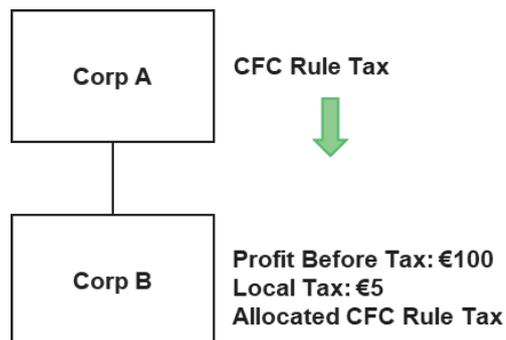 Corp A
CFC Rule Tax
Corp B
Profit Before Tax: €100
Local Tax: €5
Allocated CFC Rule Tax